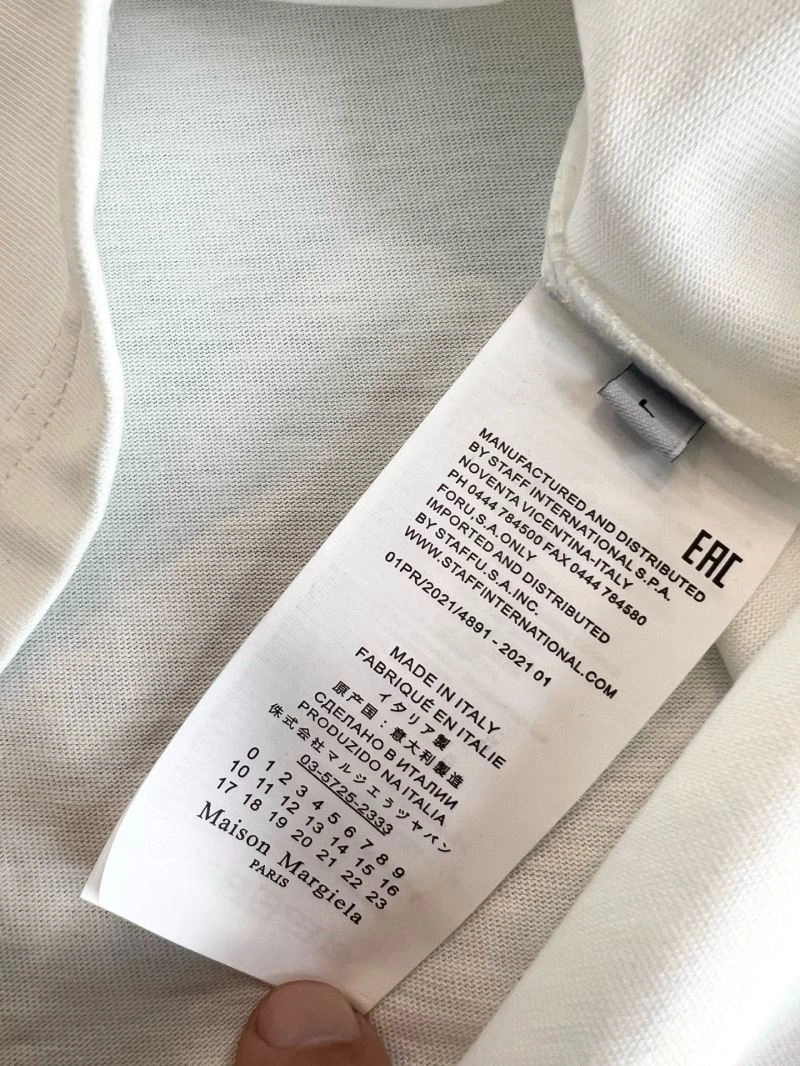 MANUFACTURED AND DISTRIBUTED
BY STAFF INTERNATIONAL S.P.A.
NOVENTA VICENTINA-ITALY
PH 0444 784500 FAX 0444 784580
FOR U.S.A. ONLY
IMPORTED AND DISTRIBUTED
BY STAFF U.S.A. INC.
WWW.STAFFINTERNATIONAL.COM
01PR/2021/4891 - 2021 01
EAC
MADE IN ITALY
FABRIQUÉ EN ITALIE
イタリア製
原产国：意大利製造
СДЕЛАНО В ИТАЛИИ
PRODUZIDO NA ITALIA
侏式会社マルジエラツヤパン
03-5725-2333
0 1 2 3 4 5 6 7 8 9
10 11 12 13 14 15 16
17 18 19 20 21 22 23
Maison Margiela
PARIS